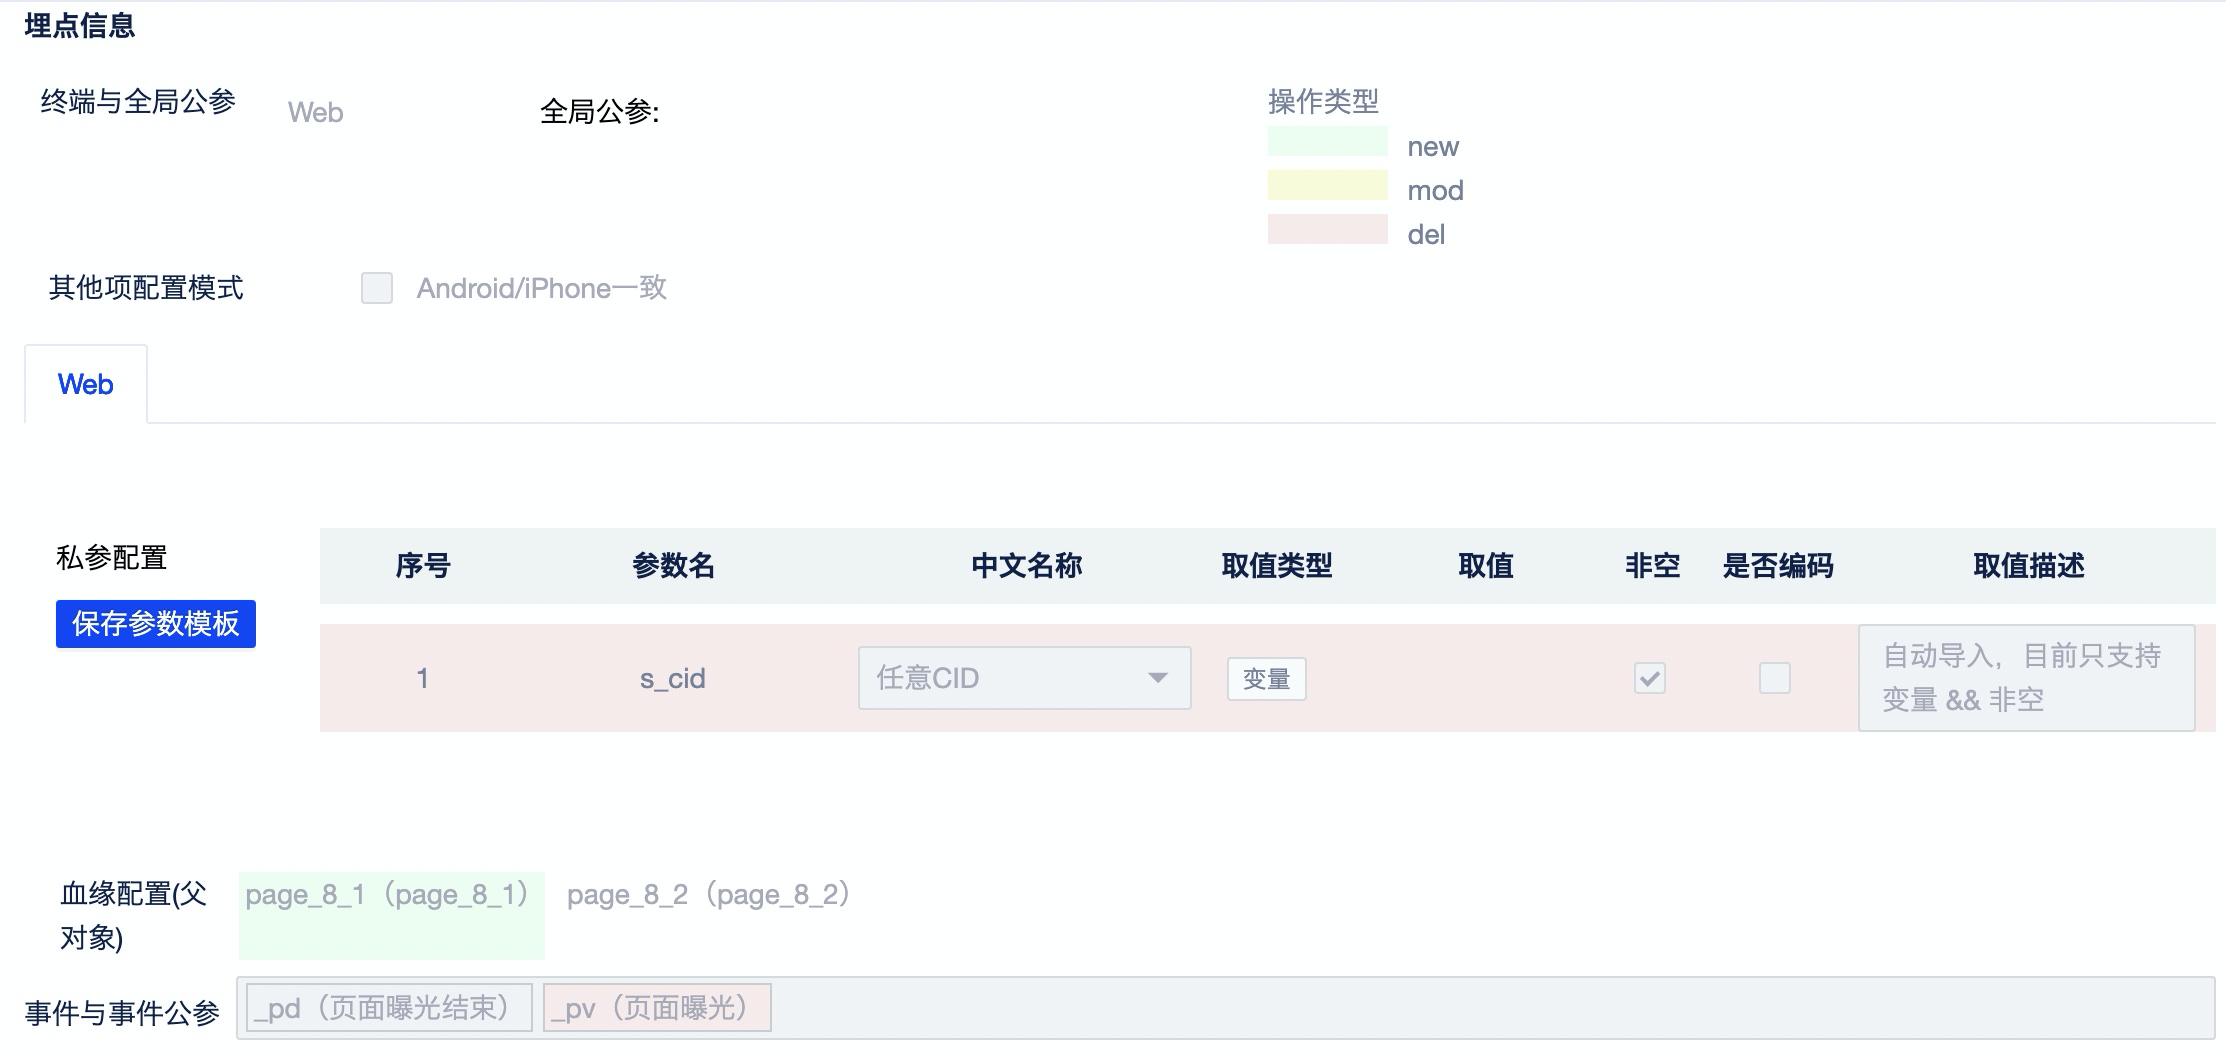 埋点信息
终端与全局公参
Web
全局公参:
操作类型
new
mod
del
其他项配置模式
Android/iPhone一致
Web
私参配置
保存参数模板
序号 参数名 中文名称 取值类型 取值 非空 是否编码 取值描述
1 s_cid 任意CID 变量 自动导入，目前只支持
变量 && 非空
血缘配置(父
对象)
page_8_1（page_8_1） page_8_2（page_8_2）
事件与事件公参
_pd（页面曝光结束） _pv（页面曝光）